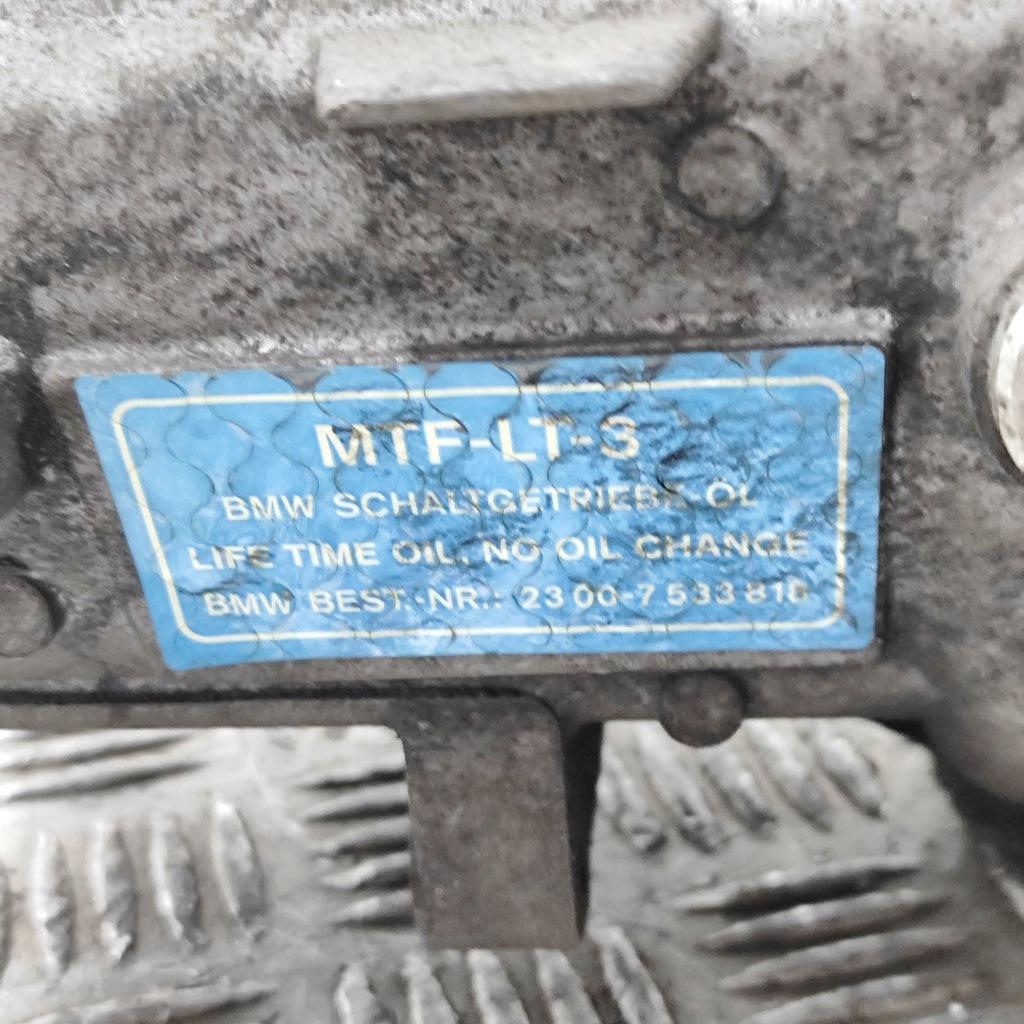 MTF-LT-3
BMW SCHALTGETRIEBE-ÖL
LIFE TIME OIL, NO OIL CHANGE
BMW BEST.-NR.: 23 00-7 533 818